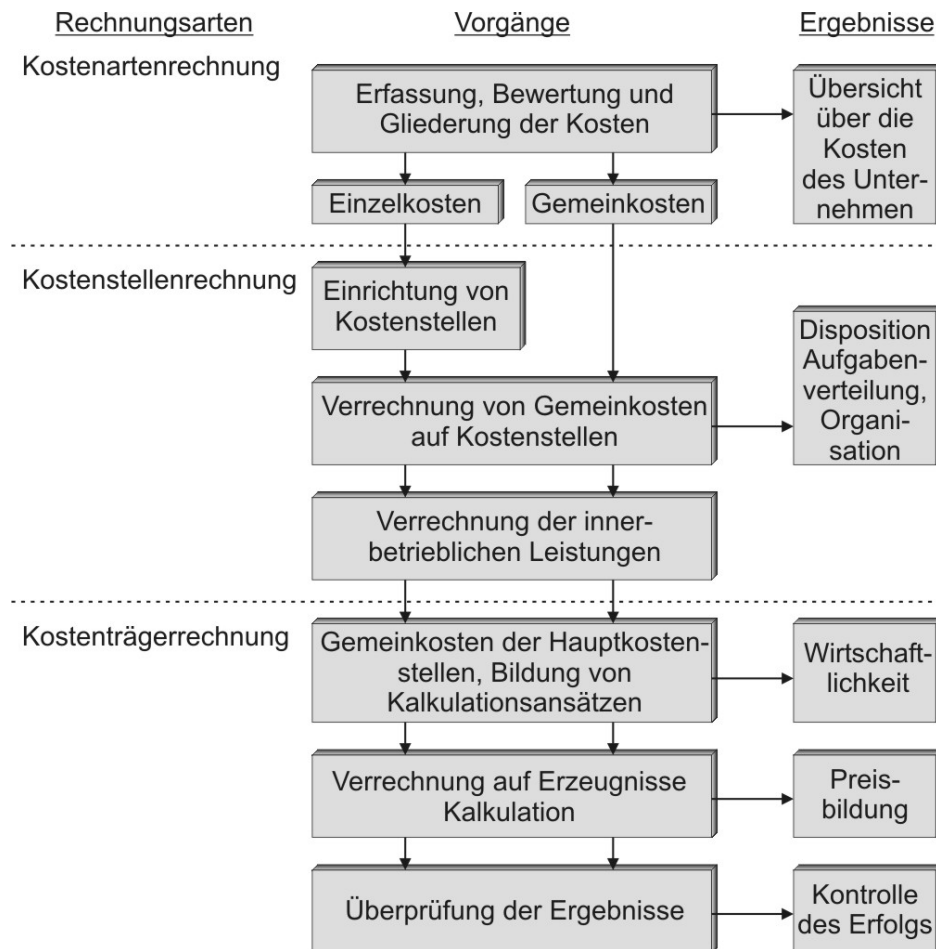 Rechnungsarten
Vorgänge
Ergebnisse
Kostenartenrechnung
Erfassung, Bewertung und
Gliederung der Kosten
Übersicht
über die
Kosten
des Unter-
nehmen
Einzelkosten
Gemeinkosten
Kostenstellenrechnung
Einrichtung von
Kostenstellen
Verrechnung von Gemeinkosten
auf Kostenstellen
Disposition
Aufgaben-
verteilung,
Organi-
sation
Verrechnung der inner-
betrieblichen Leistungen
Kostenträgerrechnung
Gemeinkosten der Hauptkosten-
stellen, Bildung von
Kalkulationsansätzen
Wirtschaft-
lichkeit
Verrechnung auf Erzeugnisse
Kalkulation
Preis-
bildung
Überprüfung der Ergebnisse
Kontrolle
des Erfolgs